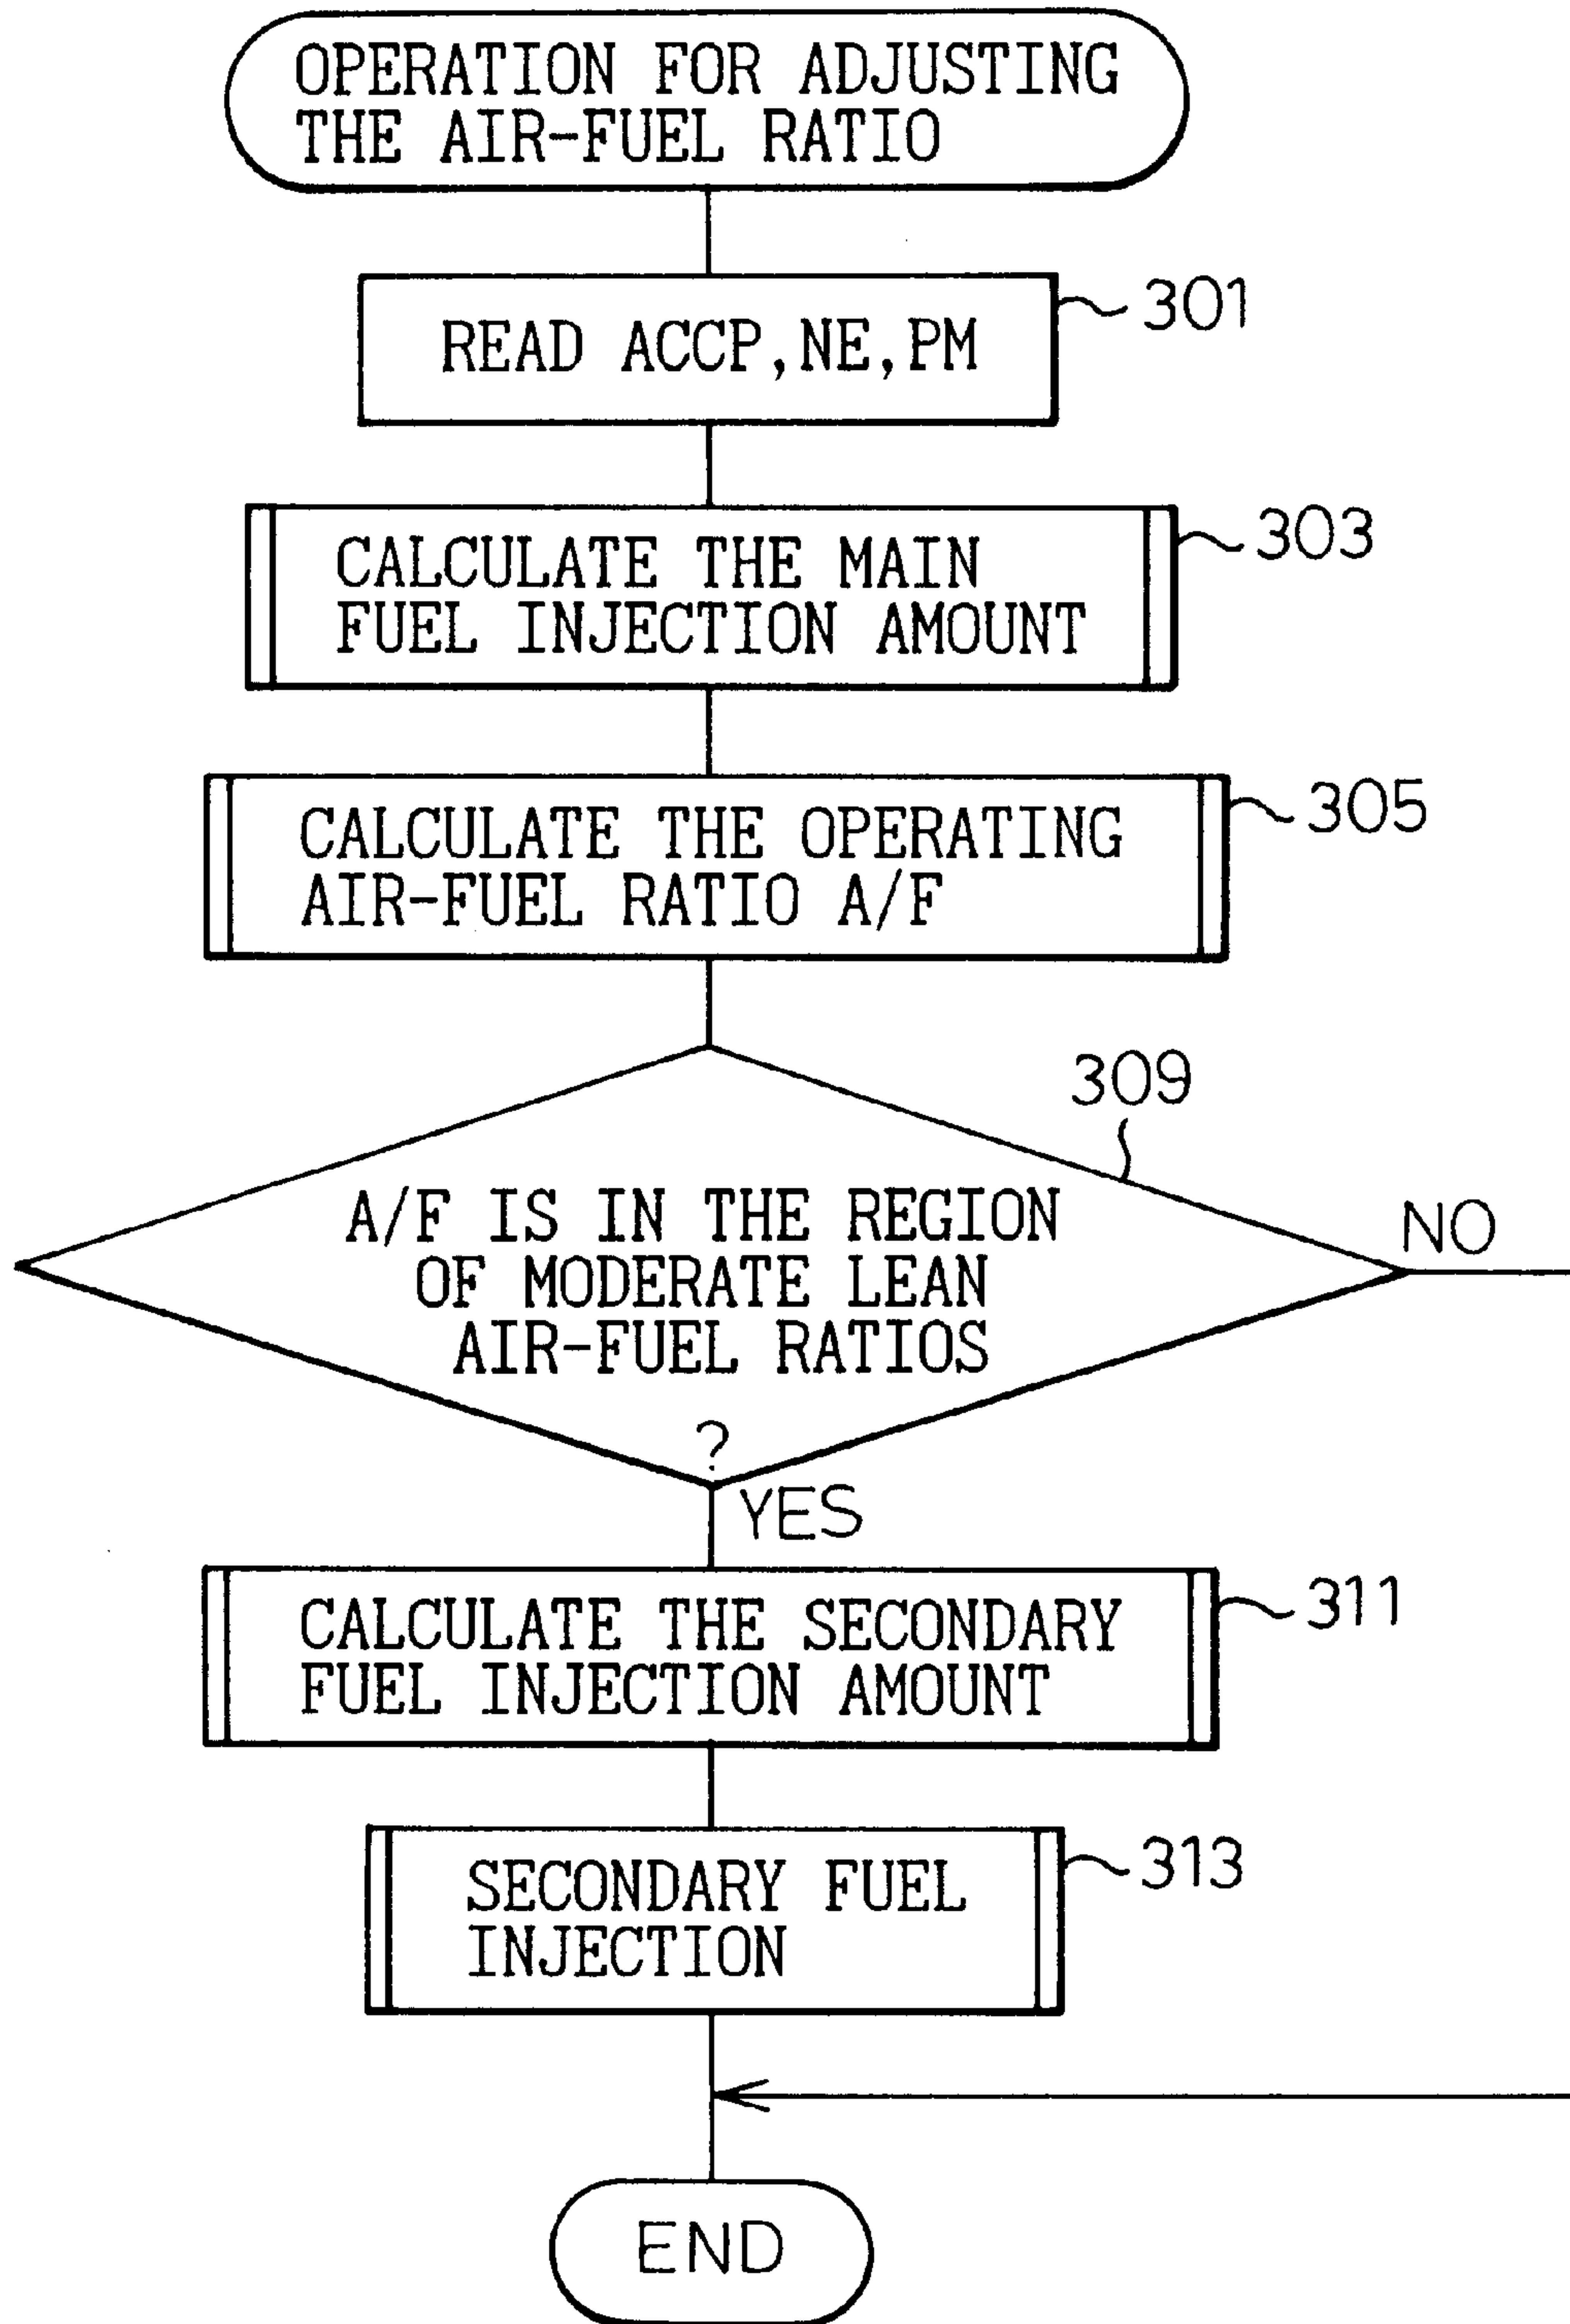 OPERATION FOR ADJUSTING
THE AIR-FUEL RATIO
READ ACCP,NE,PM
301
CALCULATE THE MAIN
FUEL INJECTION AMOUNT
303
CALCULATE THE OPERATING
AIR-FUEL RATIO A/F
305
309
A/F IS IN THE REGION
OF MODERATE LEAN
AIR-FUEL RATIOS
?
NO
YES
CALCULATE THE SECONDARY
FUEL INJECTION AMOUNT
311
SECONDARY FUEL
INJECTION
313
END